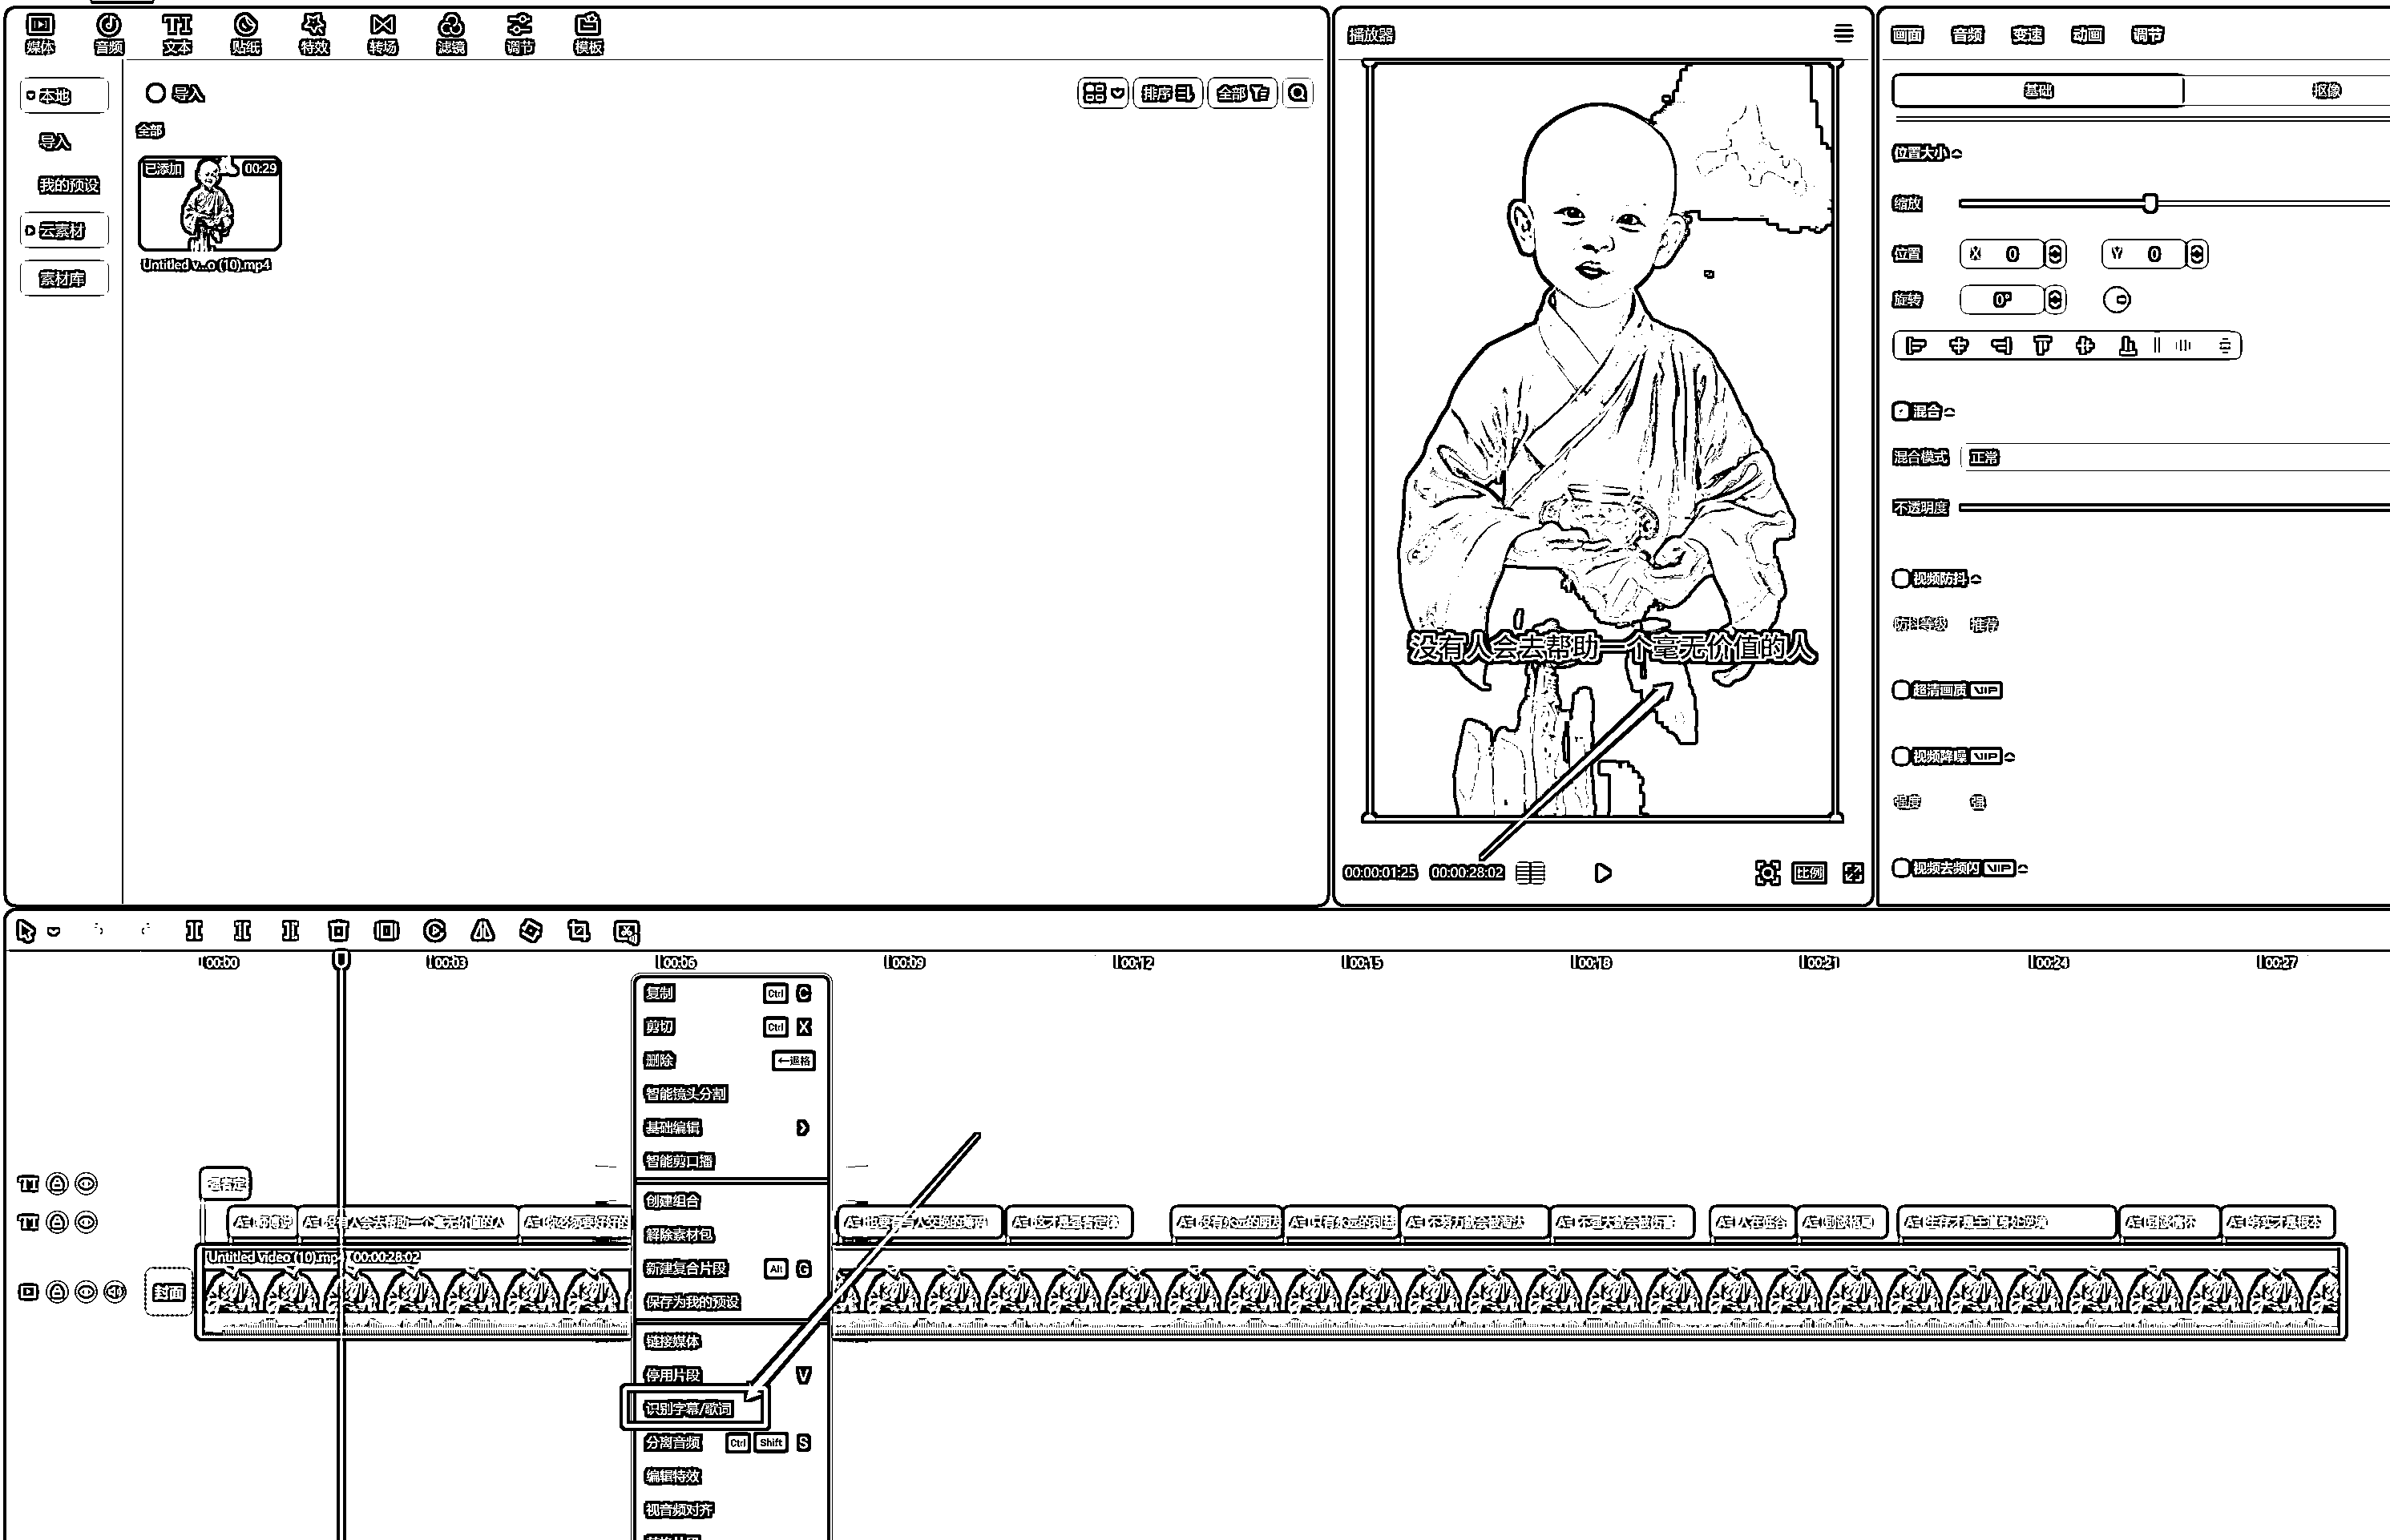 媒体 音频 文本 贴纸 特效 转场 滤镜 调节 模板
本地
导入
我的预设
云素材
素材库
导入
排序 全部
全部
已添加 00:29
Untitled v...o (10).mp4
播放器
没有人会去帮助一个毫无价值的人
00:00:01:25 00:00:28:02
比例
画面 音频 变速 动画 调节
基础 抠像
位置大小
缩放
位置 X 0 Y 0
旋转 0°
混合
混合模式 正常
不透明度
视频防抖
防抖等级 推荐
超清画质 VIP
视频降噪 VIP
强度 强
视频去频闪 VIP
00:00 00:03 00:06 00:09 00:12 00:15 00:18 00:21 00:24 00:27
复制 Ctrl C
剪切 Ctrl X
删除 ←退格
智能镜头分割
基础编辑
智能剪口播
创建组合
解除素材包
新建复合片段 Alt G
保存为我的预设
链接媒体
停用片段 V
识别字幕/歌词
分离音频 Ctrl Shift S
编辑特效
视音频对齐
没有人会去帮助一个毫无价值的人
Untitled video (10).mp4 00:00:28:02
封面